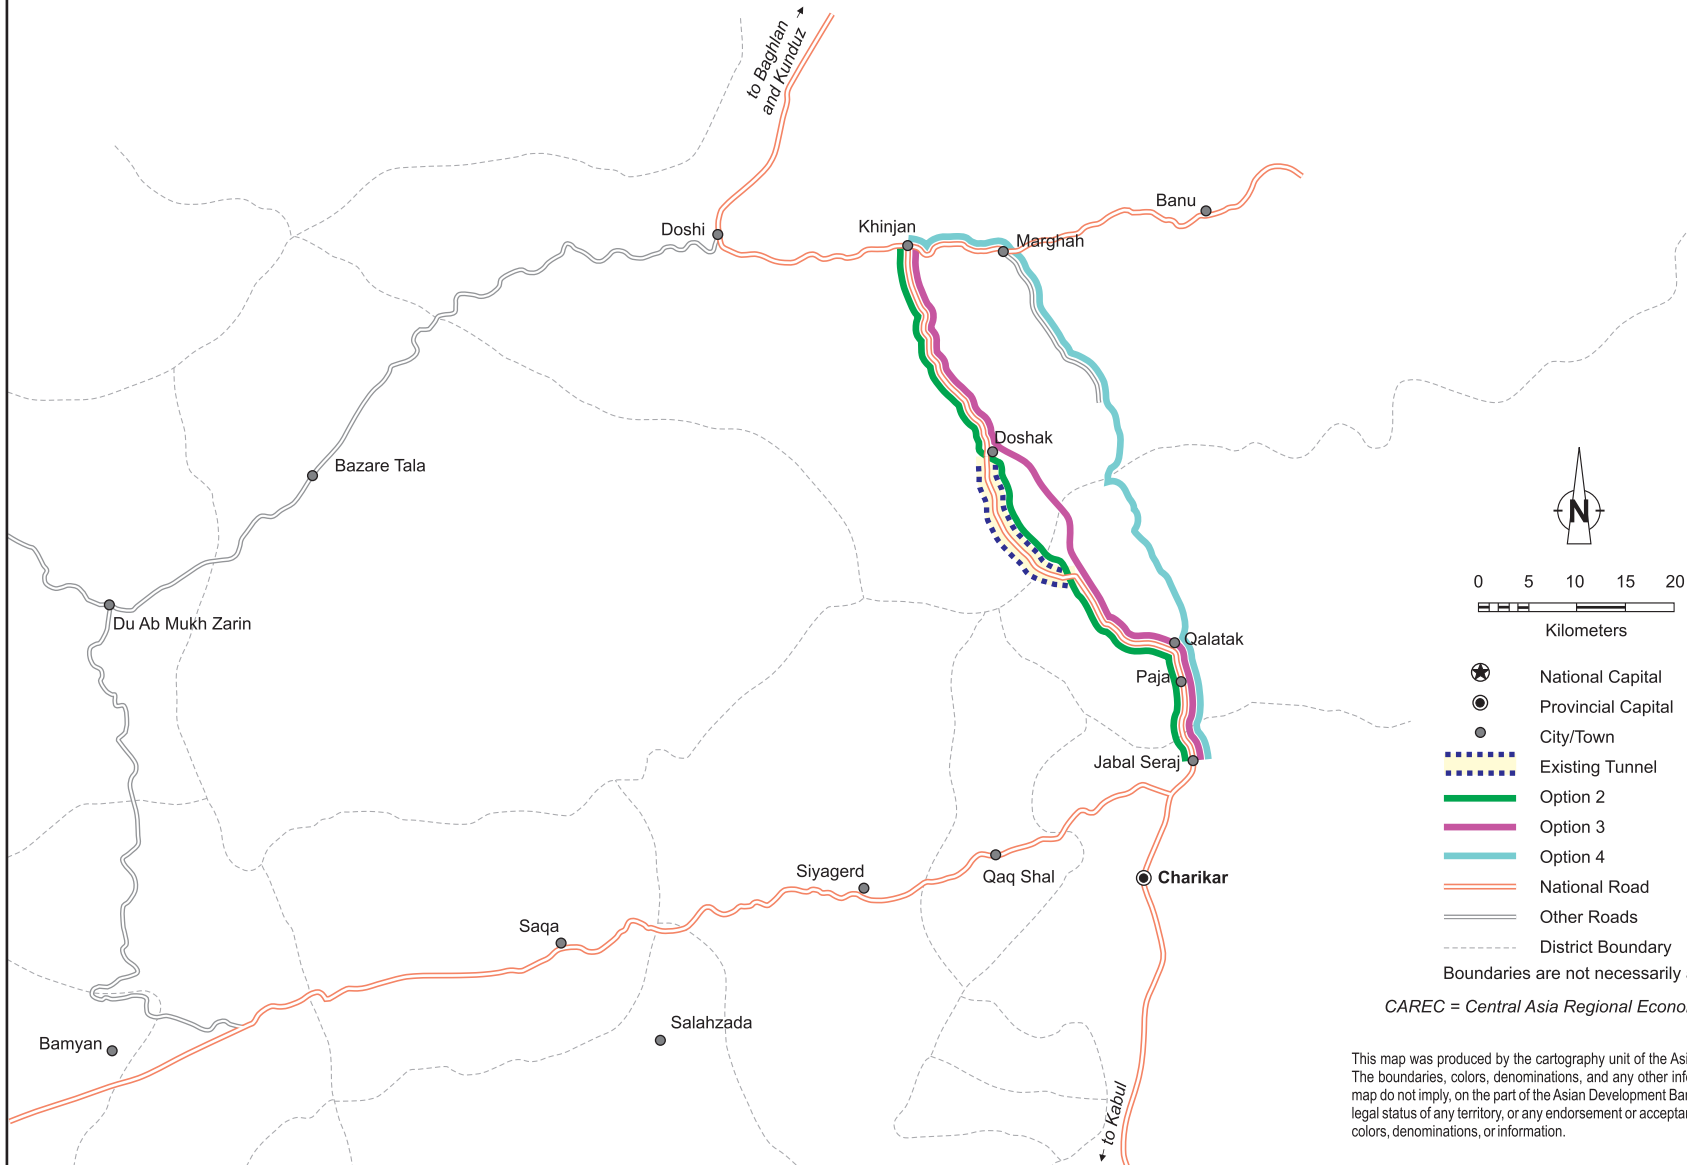 to Baghlan
and Kunduz
Banu
Doshi
Khinjan
Marghah
Doshak
Bazare Tala
N
0 5 10 15 20
Kilometers
Du Ab Mukh Zarin
Qalatak
Paja
Jabal Seraj
National Capital
Provincial Capital
City/Town
Existing Tunnel
Option 2
Option 3
Option 4
National Road
Other Roads
District Boundary
Boundaries are not necessarily
CAREC = Central Asia Regional Econo
Siyagerd
Qaq Shal
Charikar
Saqa
Salahzada
Bamyan
to Kabul
This map was produced by the cartography unit of the Asi
The boundaries, colors, denominations, and any other inf
map do not imply, on the part of the Asian Development Ba
legal status of any territory, or any endorsement or accepta
colors, denominations, or information.